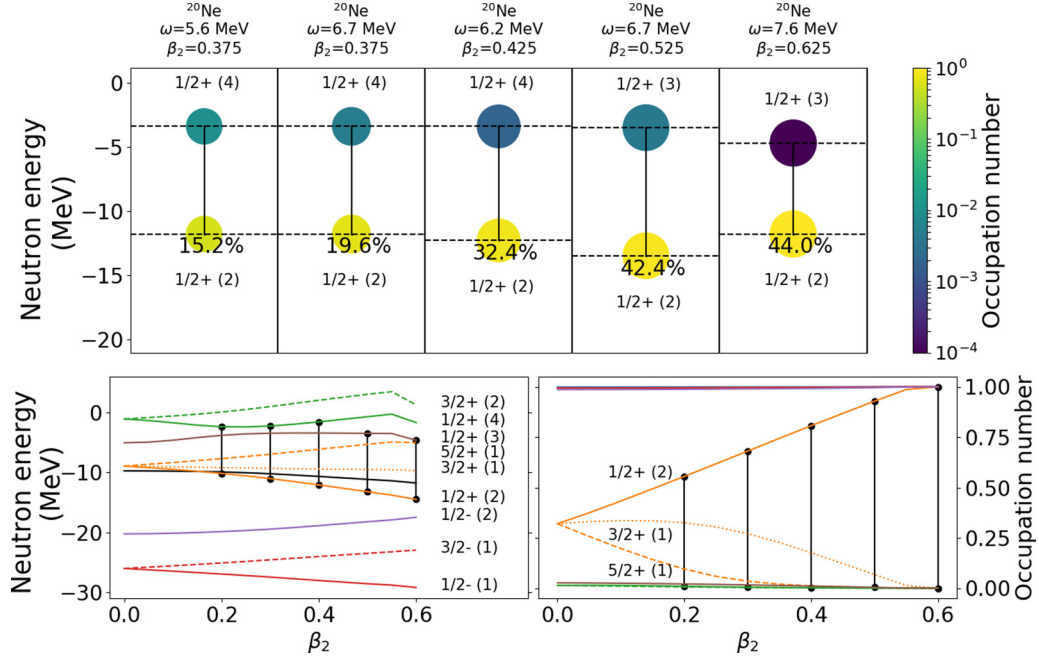 ²⁰Ne
ω=5.6 MeV
β₂=0.375
²⁰Ne
ω=6.7 MeV
β₂=0.375
²⁰Ne
ω=6.2 MeV
β₂=0.425
²⁰Ne
ω=6.7 MeV
β₂=0.525
²⁰Ne
ω=7.6 MeV
β₂=0.625
Neutron energy
(MeV)
0
−5
−10
−15
−20
1/2+ (4)
15.2%
1/2+ (2)
1/2+ (4)
19.6%
1/2+ (2)
1/2+ (4)
32.4%
1/2+ (2)
1/2+ (3)
42.4%
1/2+ (2)
1/2+ (3)
44.0%
1/2+ (2)
10⁰
10⁻¹
10⁻²
10⁻³
10⁻⁴
Occupation number
Neutron energy
(MeV)
0
−10
−20
−30
3/2+ (2)
1/2+ (4)
1/2+ (3)
5/2+ (1)
3/2+ (1)
1/2+ (2)
1/2- (2)
3/2- (1)
1/2- (1)
0.0
0.2
0.4
0.6
β₂
1/2+ (2)
3/2+ (1)
5/2+ (1)
0.0
0.2
0.4
0.6
β₂
1.00
0.75
0.50
0.25
0.00
Occupation number